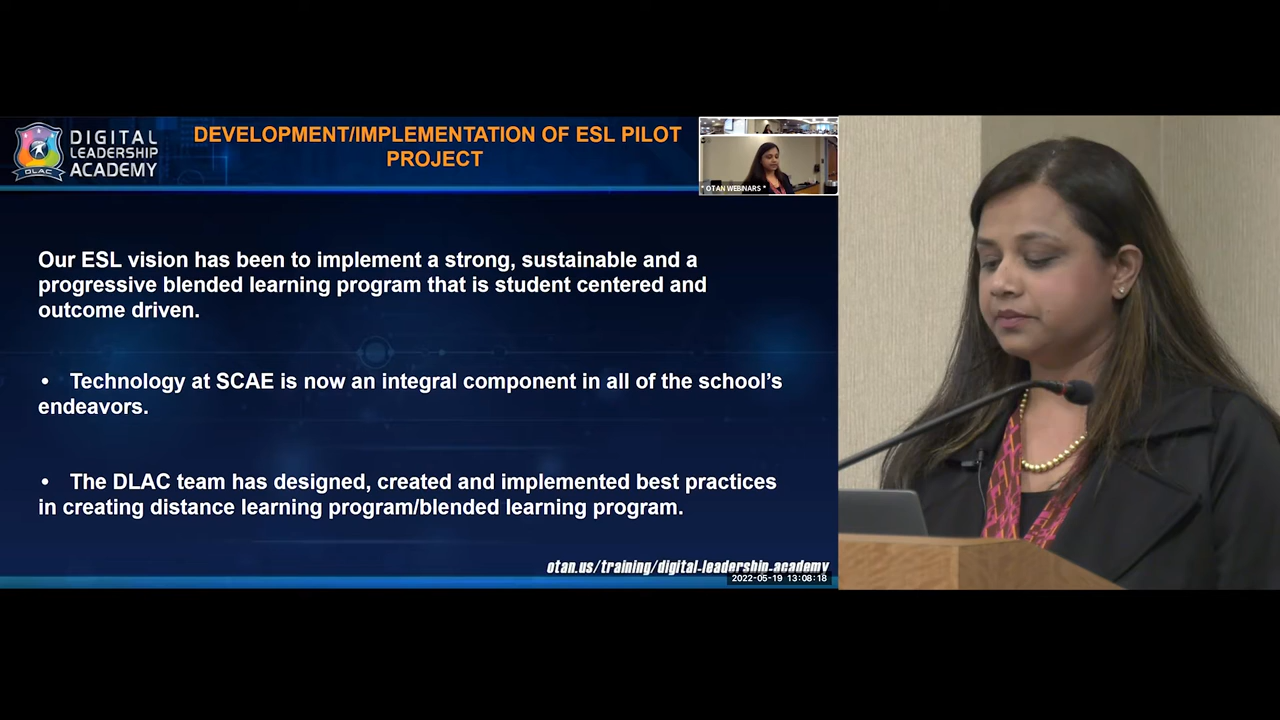 DIGITAL
LEADERSHIP
ACADEMY
DLAC
DEVELOPMENT/IMPLEMENTATION OF ESL PILOT
PROJECT
* OTAN WEBINARS *
Our ESL vision has been to implement a strong, sustainable and a
progressive blended learning program that is student centered and
outcome driven.
• Technology at SCAE is now an integral component in all of the school’s
endeavors.
• The DLAC team has designed, created and implemented best practices
in creating distance learning program/blended learning program.
otan.us/training/digital-leadership-academy
2022-05-19 13:08:18